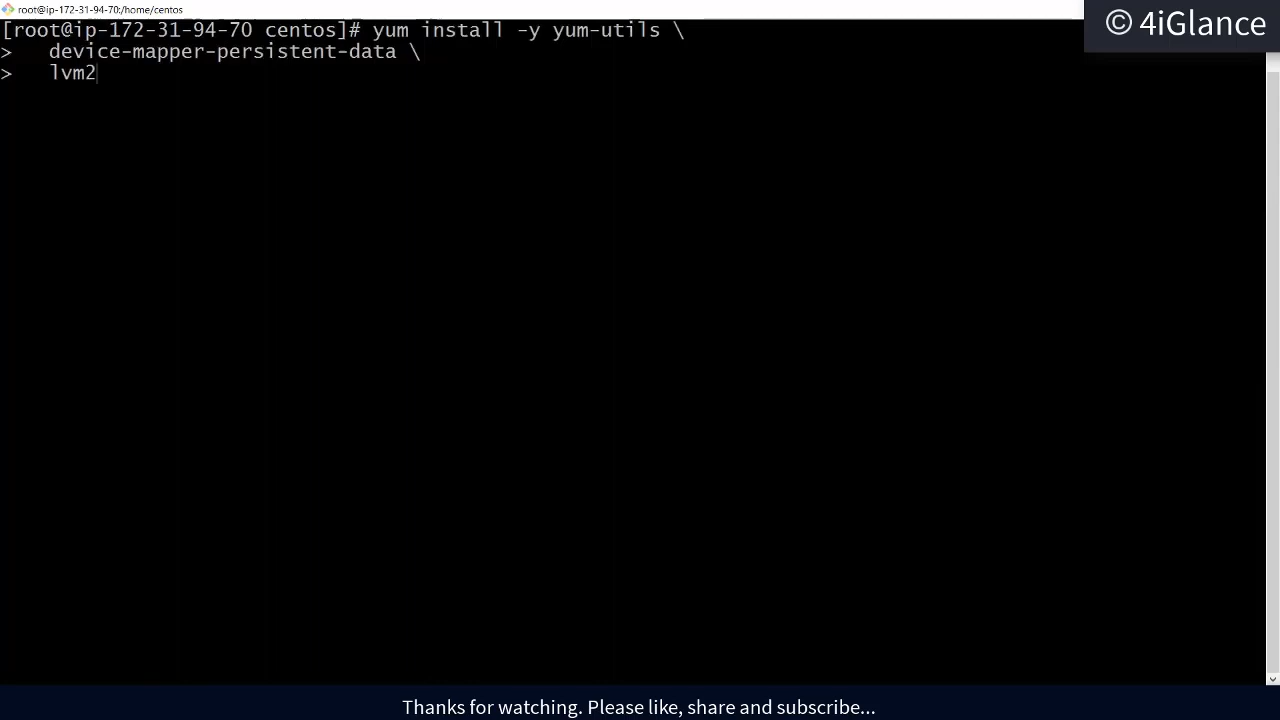 root@ip-172-31-94-70:/home/centos
[root@ip-172-31-94-70 centos]# yum install -y yum-utils \
>   device-mapper-persistent-data \
>   lvm2
© 4iGlance
Thanks for watching. Please like, share and subscribe...